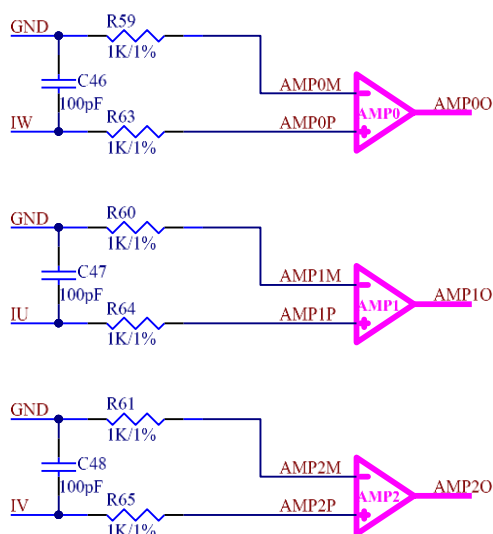 GND
R59
1K/1%
C46
100pF
AMP0M
AMP0
AMP0O
IW
R63
AMP0P
1K/1%
GND
R60
1K/1%
C47
100pF
AMP1M
AMP1
AMP1O
IU
R64
AMP1P
1K/1%
GND
R61
1K/1%
C48
100pF
AMP2M
AMP2
AMP2O
IV
R65
AMP2P
1K/1%